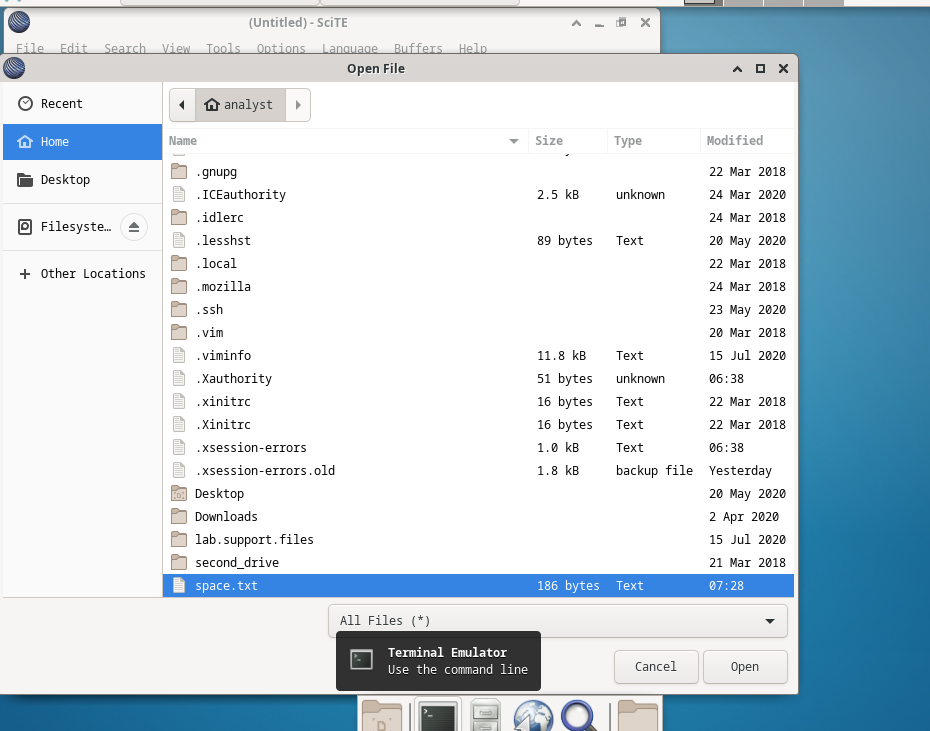 (Untitled) - SciTE
File Edit Search View Tools Options Language Buffers Help
Open File
Recent
Home
Desktop
Filesyste…
Other Locations
analyst
Name Size Type Modified
.gnupg 22 Mar 2018
.ICEauthority 2.5 kB unknown 24 Mar 2020
.idlerc 24 Mar 2018
.lesshst 89 bytes Text 20 May 2020
.local 22 Mar 2018
.mozilla 24 Mar 2018
.ssh 23 May 2020
.vim 20 Mar 2018
.viminfo 11.8 kB Text 15 Jul 2020
.Xauthority 51 bytes unknown 06:38
.xinitrc 16 bytes Text 22 Mar 2018
.Xinitrc 16 bytes Text 22 Mar 2018
.xsession-errors 1.0 kB Text 06:38
.xsession-errors.old 1.8 kB backup file Yesterday
Desktop 20 May 2020
Downloads 2 Apr 2020
lab.support.files 15 Jul 2020
second_drive 21 Mar 2018
space.txt 186 bytes Text 07:28
All Files (*)
Terminal Emulator
Use the command line
Cancel
Open